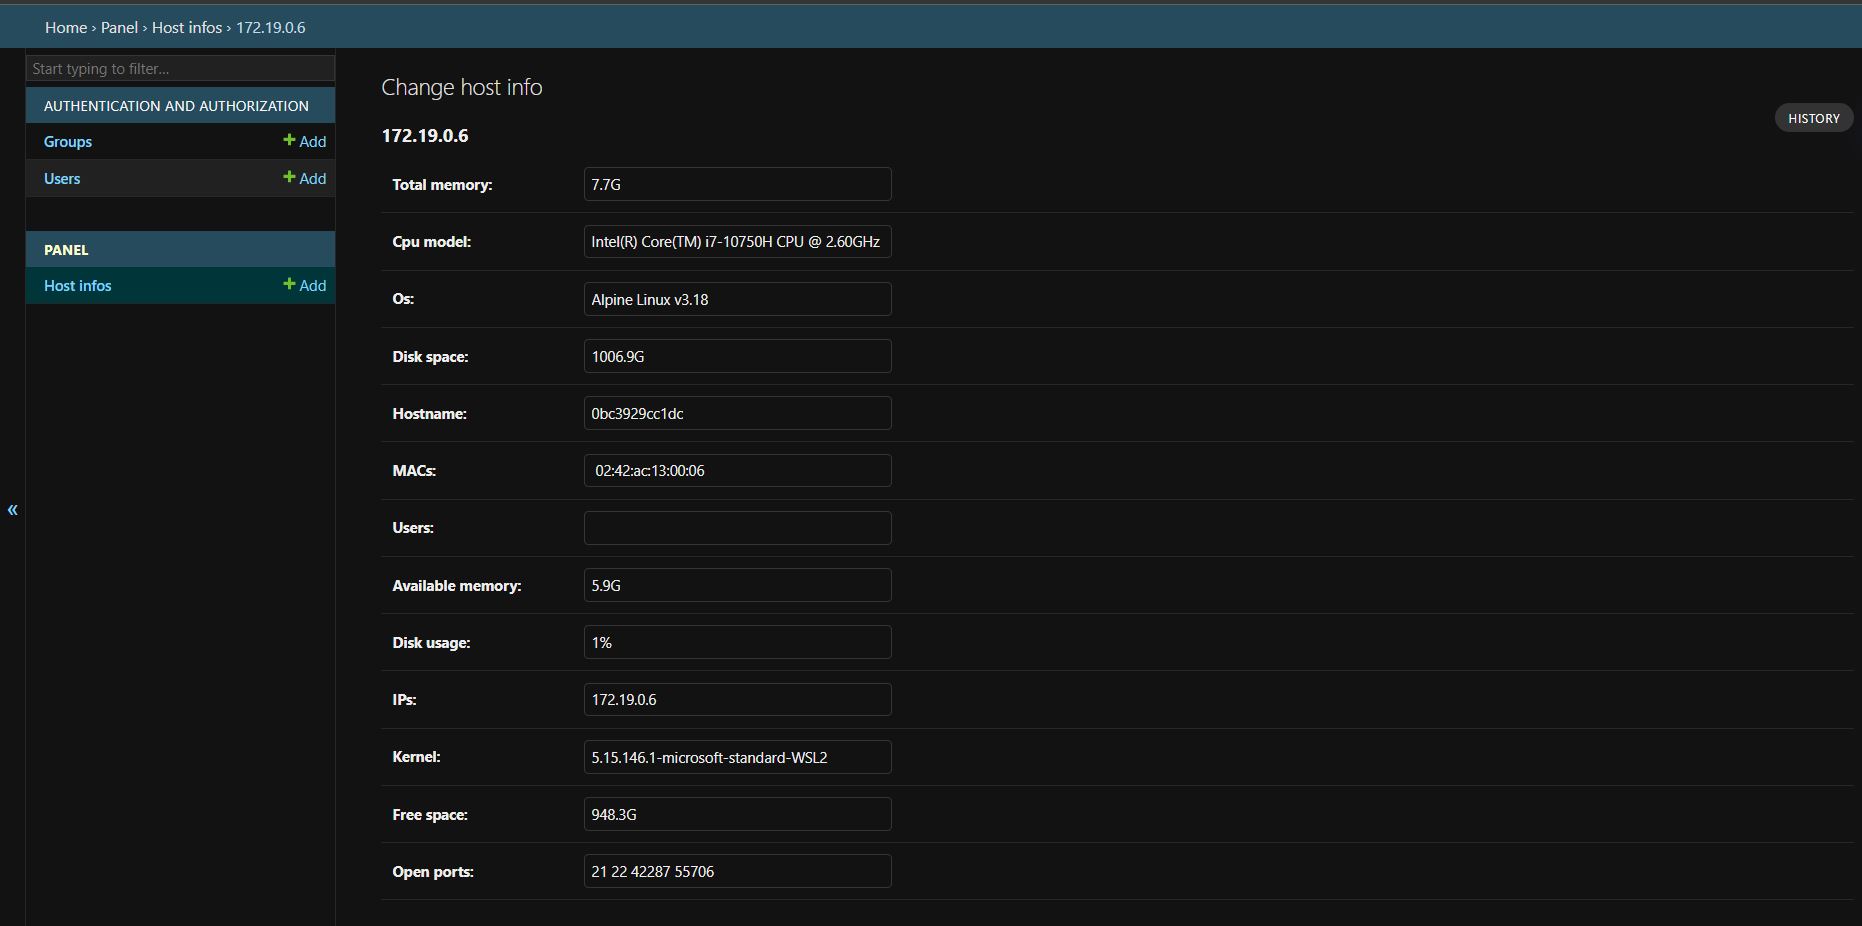 Home › Panel › Host infos › 172.19.0.6
Start typing to filter...
AUTHENTICATION AND AUTHORIZATION
Groups + Add
Users + Add
PANEL
Host infos + Add
«
Change host info
HISTORY
172.19.0.6
Total memory: 7.7G
Cpu model: Intel(R) Core(TM) i7-10750H CPU @ 2.60GHz
Os: Alpine Linux v3.18
Disk space: 1006.9G
Hostname: 0bc3929cc1dc
MACs: 02:42:ac:13:00:06
Users:
Available memory: 5.9G
Disk usage: 1%
IPs: 172.19.0.6
Kernel: 5.15.146.1-microsoft-standard-WSL2
Free space: 948.3G
Open ports: 21 22 42287 55706